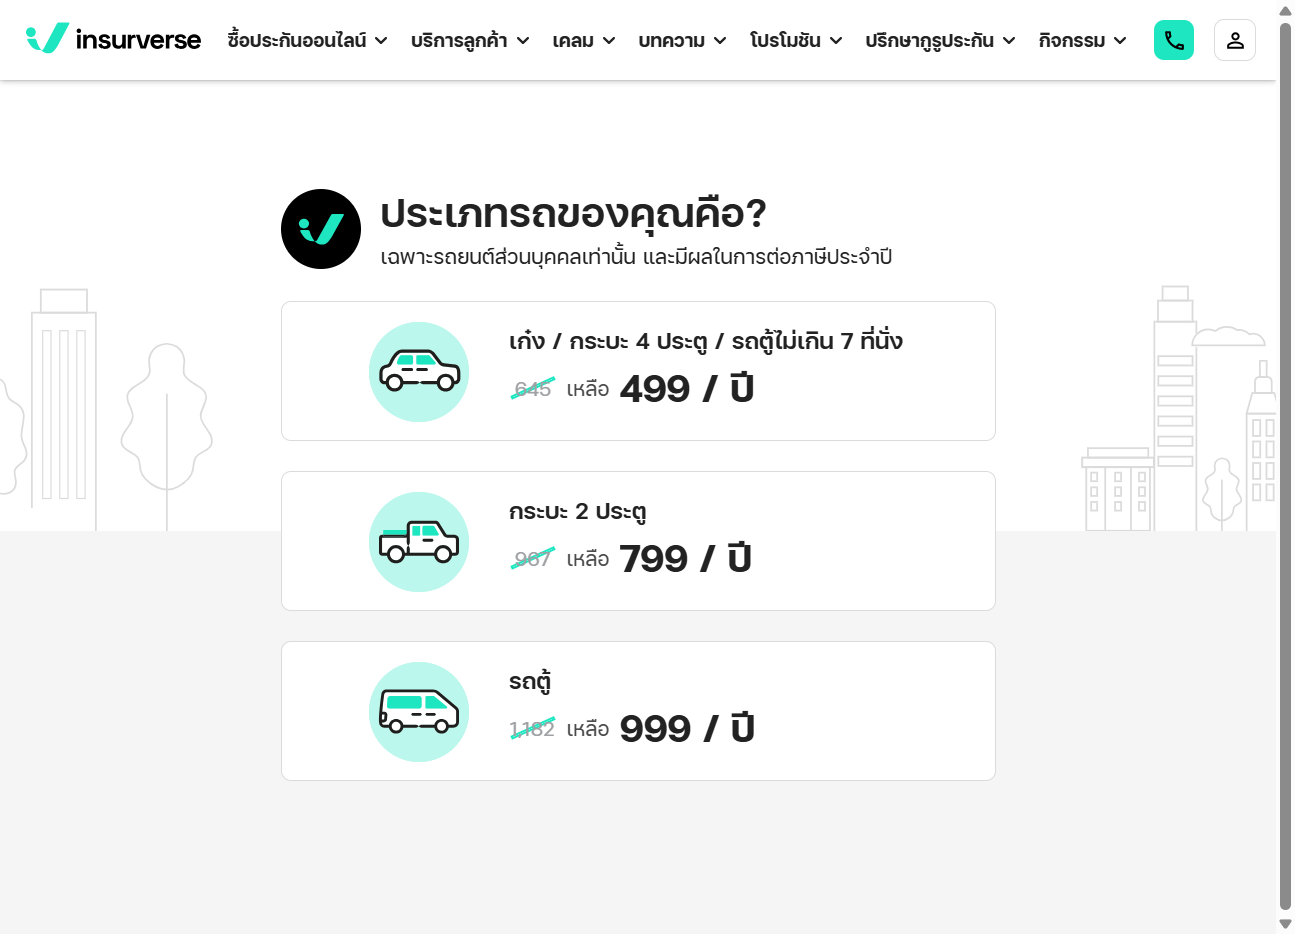 insurverse
ซื้อประกันออนไลน์
บริการลูกค้า
เคลม
บทความ
โปรโมชัน
ปรึกษากูรูประกัน
กิจกรรม
ประเภทรถของคุณคือ?
เฉพาะรถยนต์ส่วนบุคคลเท่านั้น และมีผลในการต่อภาษีประจำปี
เก๋ง / กระบะ 4 ประตู / รถตู้ไม่เกิน 7 ที่นั่ง
645 เหลือ 499 / ปี
กระบะ 2 ประตู
967 เหลือ 799 / ปี
รถตู้
1,182 เหลือ 999 / ปี